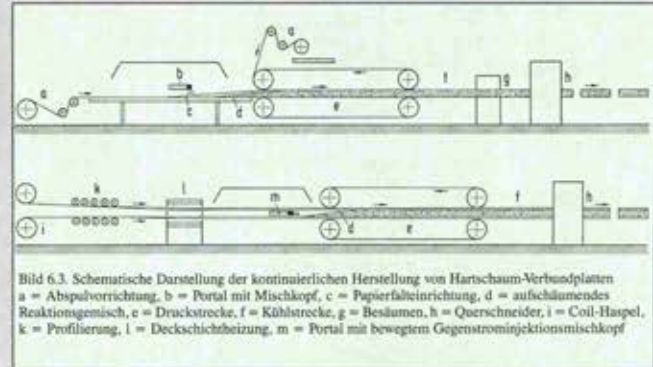 a
a
b
h
g
f
c
d
e
k
l
m
f
h
i
d
e
Bild 6.3. Schematische Darstellung der kontinuierlichen Herstellung von Hartschaum-Verbundplatten
a = Abspulvorrichtung, b = Portal mit Mischkopf, c = Papierfalteinrichtung, d = aufschäumendes
Reaktionsgemisch, e = Druckstrecke, f = Kühlstrecke, g = Besäumen, h = Querschneider, i = Coil-Haspel,
k = Profilierung, l = Deckschichtheizung, m = Portal mit bewegtem Gegenstrominjektionsmischkopf